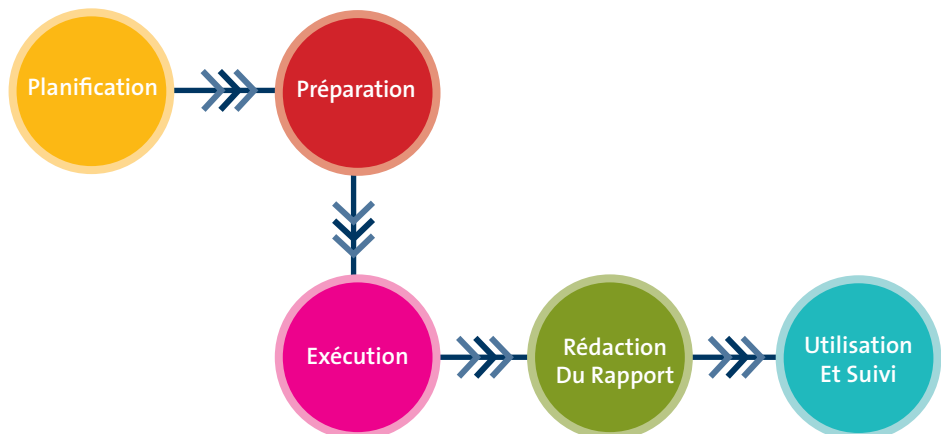 Planification
Préparation
Exécution
Rédaction
Du Rapport
Utilisation
Et Suivi